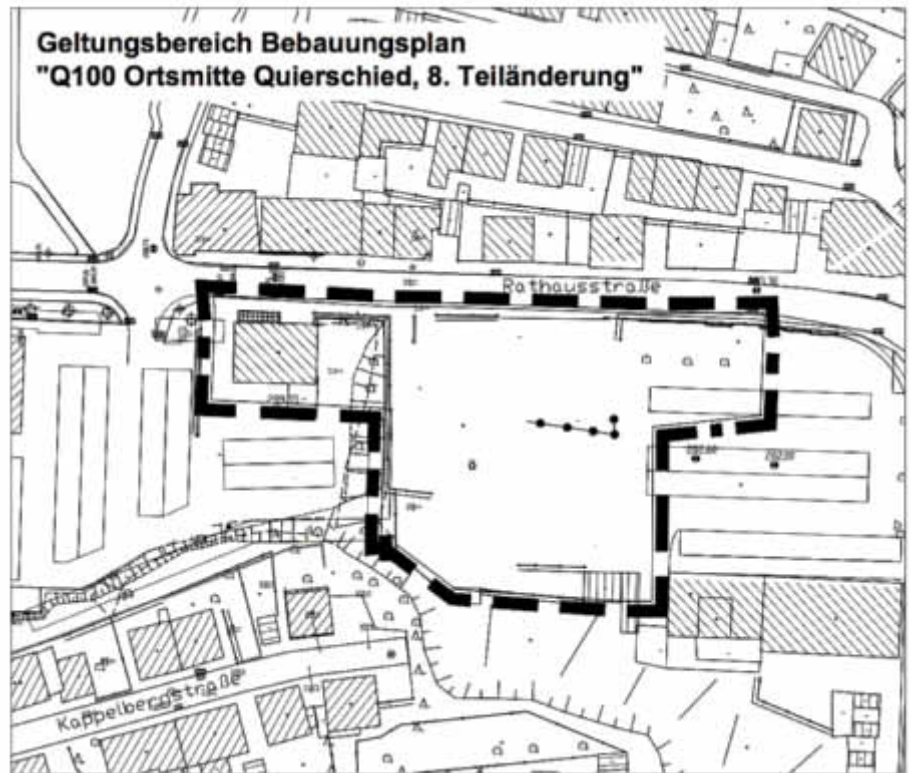 Geltungsbereich Bebauungsplan
"Q100 Ortsmitte Quierschied, 8. Teiländerung"
Rathausstraße
Kappelbergstraße